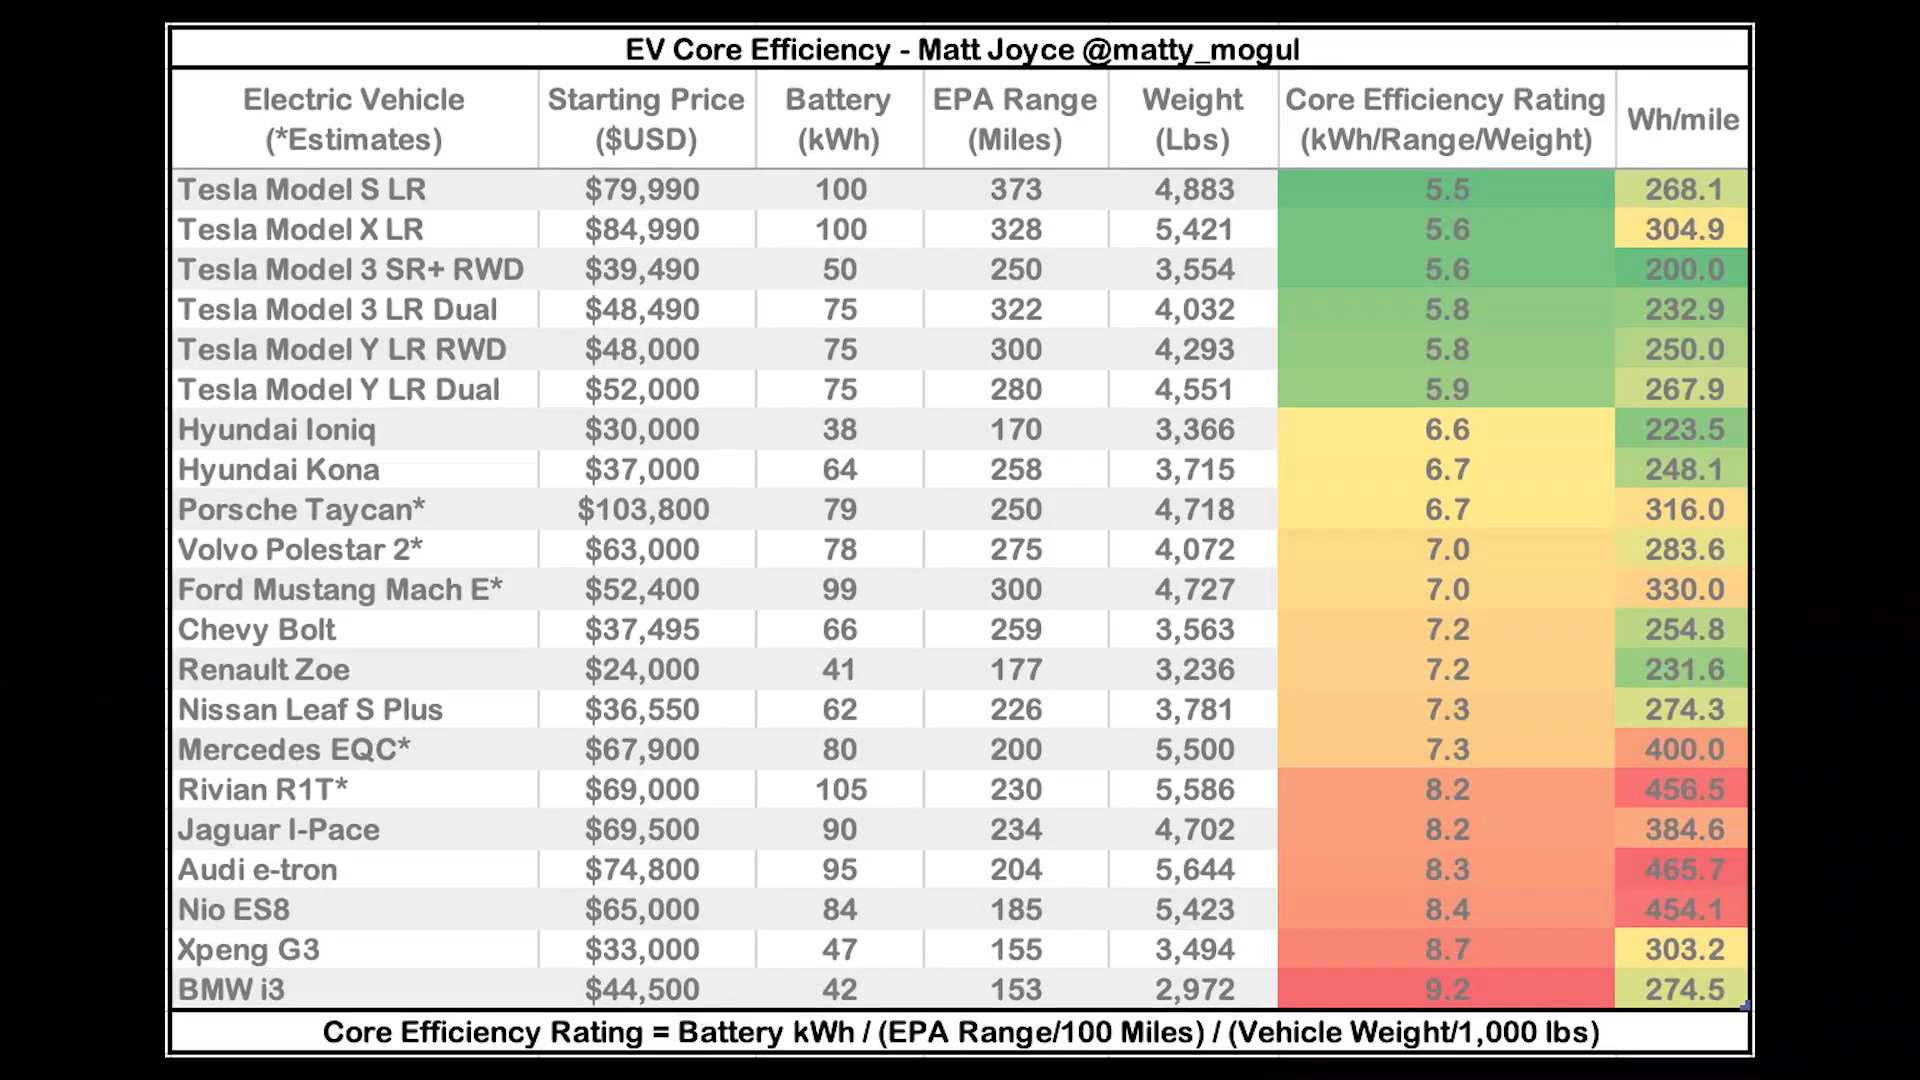 EV Core Efficiency - Matt Joyce @matty_mogul
Electric Vehicle (*Estimates) Starting Price ($USD) Battery (kWh) EPA Range (Miles) Weight (Lbs) Core Efficiency Rating (kWh/Range/Weight) Wh/mile
Tesla Model S LR $79,990 100 373 4,883 5.5 268.1
Tesla Model X LR $84,990 100 328 5,421 5.6 304.9
Tesla Model 3 SR+ RWD $39,490 50 250 3,554 5.6 200.0
Tesla Model 3 LR Dual $48,490 75 322 4,032 5.8 232.9
Tesla Model Y LR RWD $48,000 75 300 4,293 5.8 250.0
Tesla Model Y LR Dual $52,000 75 280 4,551 5.9 267.9
Hyundai Ioniq $30,000 38 170 3,366 6.6 223.5
Hyundai Kona $37,000 64 258 3,715 6.7 248.1
Porsche Taycan* $103,800 79 250 4,718 6.7 316.0
Volvo Polestar 2* $63,000 78 275 4,072 7.0 283.6
Ford Mustang Mach E* $52,400 99 300 4,727 7.0 330.0
Chevy Bolt $37,495 66 259 3,563 7.2 254.8
Renault Zoe $24,000 41 177 3,236 7.2 231.6
Nissan Leaf S Plus $36,550 62 226 3,781 7.3 274.3
Mercedes EQC* $67,900 80 200 5,500 7.3 400.0
Rivian R1T* $69,000 105 230 5,586 8.2 456.5
Jaguar I-Pace $69,500 90 234 4,702 8.2 384.6
Audi e-tron $74,800 95 204 5,644 8.3 465.7
Nio ES8 $65,000 84 185 5,423 8.4 454.1
Xpeng G3 $33,000 47 155 3,494 8.7 303.2
BMW i3 $44,500 42 153 2,972 9.2 274.5
Core Efficiency Rating = Battery kWh / (EPA Range/100 Miles) / (Vehicle Weight/1,000 lbs)